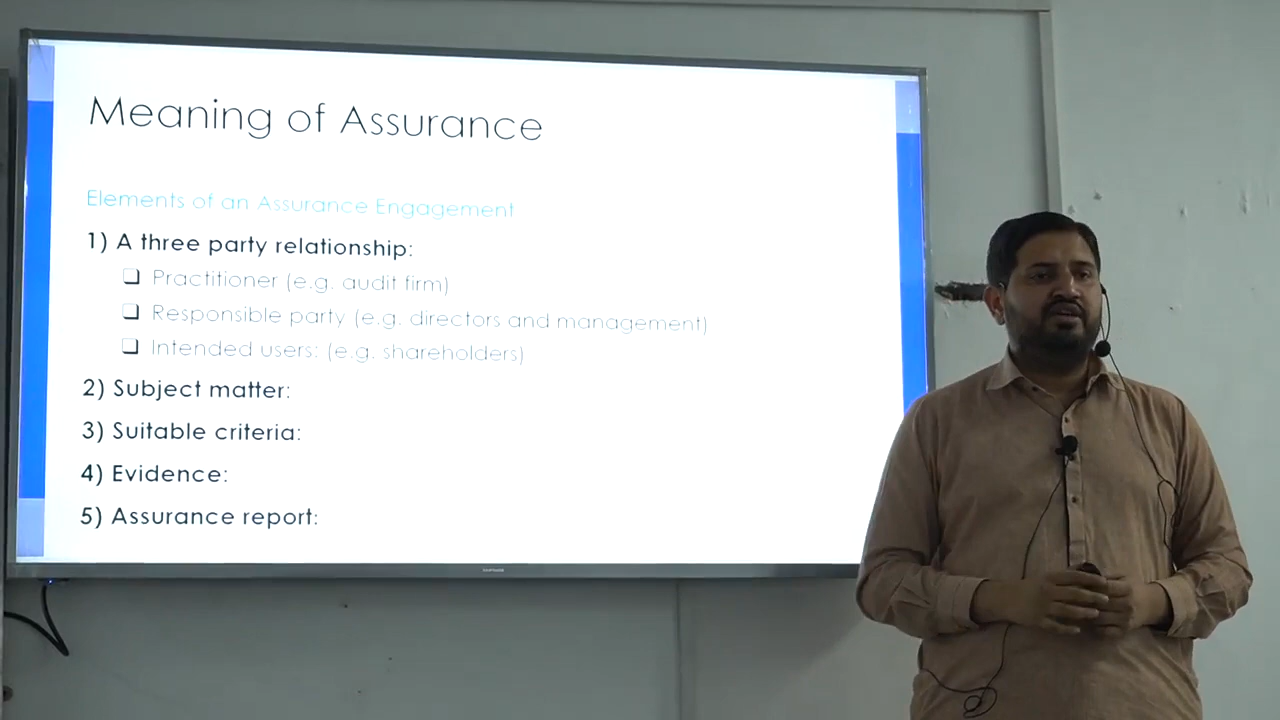 Meaning of Assurance
Elements of an Assurance Engagement
1) A three party relationship:
❑ Practitioner (e.g. audit firm)
❑ Responsible party (e.g. directors and management)
❑ Intended users: (e.g. shareholders)
2) Subject matter:
3) Suitable criteria:
4) Evidence:
5) Assurance report: